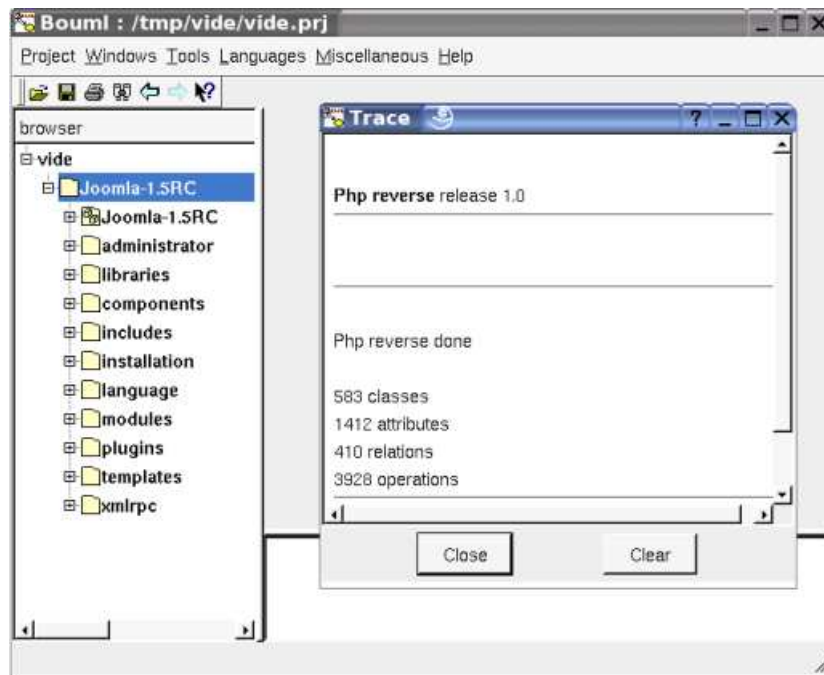 Bouml : /tmp/vide/vide.prj
Project Windows Tools Languages Miscellaneous Help
browser
vide
Joomla-1.5RC
Joomla-1.5RC
administrator
libraries
components
includes
installation
language
modules
plugins
templates
xmlrpc
Trace
Php reverse release 1.0
Php reverse done
583 classes
1412 attributes
410 relations
3928 operations
Close Clear